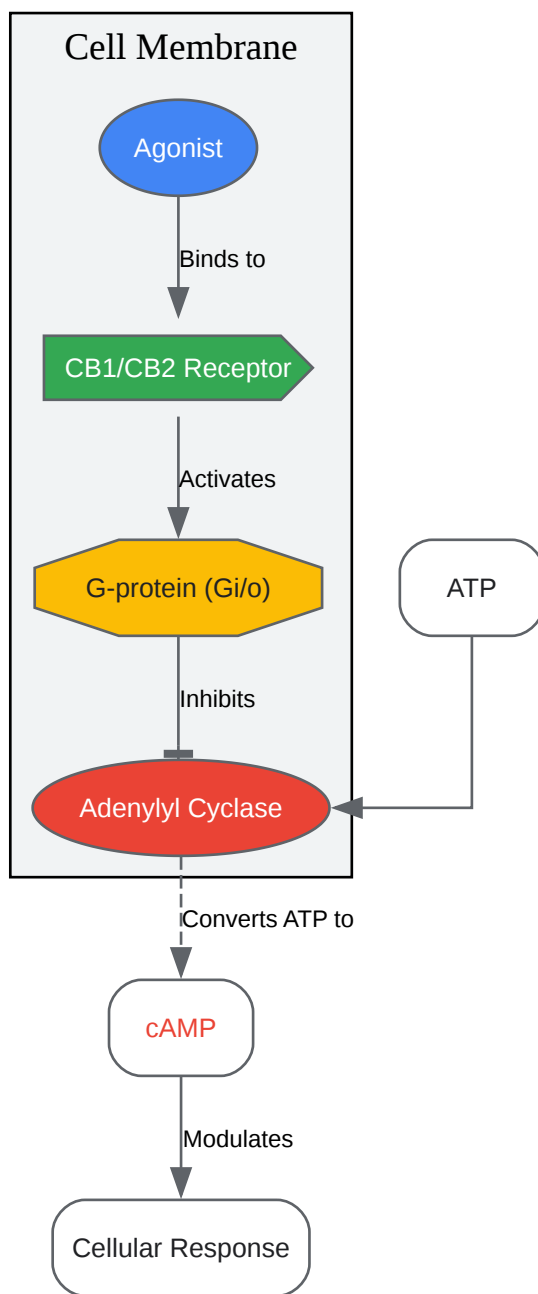 Cell Membrane
Agonist
Binds to
CB1/CB2 Receptor
Activates
G-protein (Gi/o)
ATP
Inhibits
Adenylyl Cyclase
Converts ATP to
cAMP
Modulates
Cellular Response